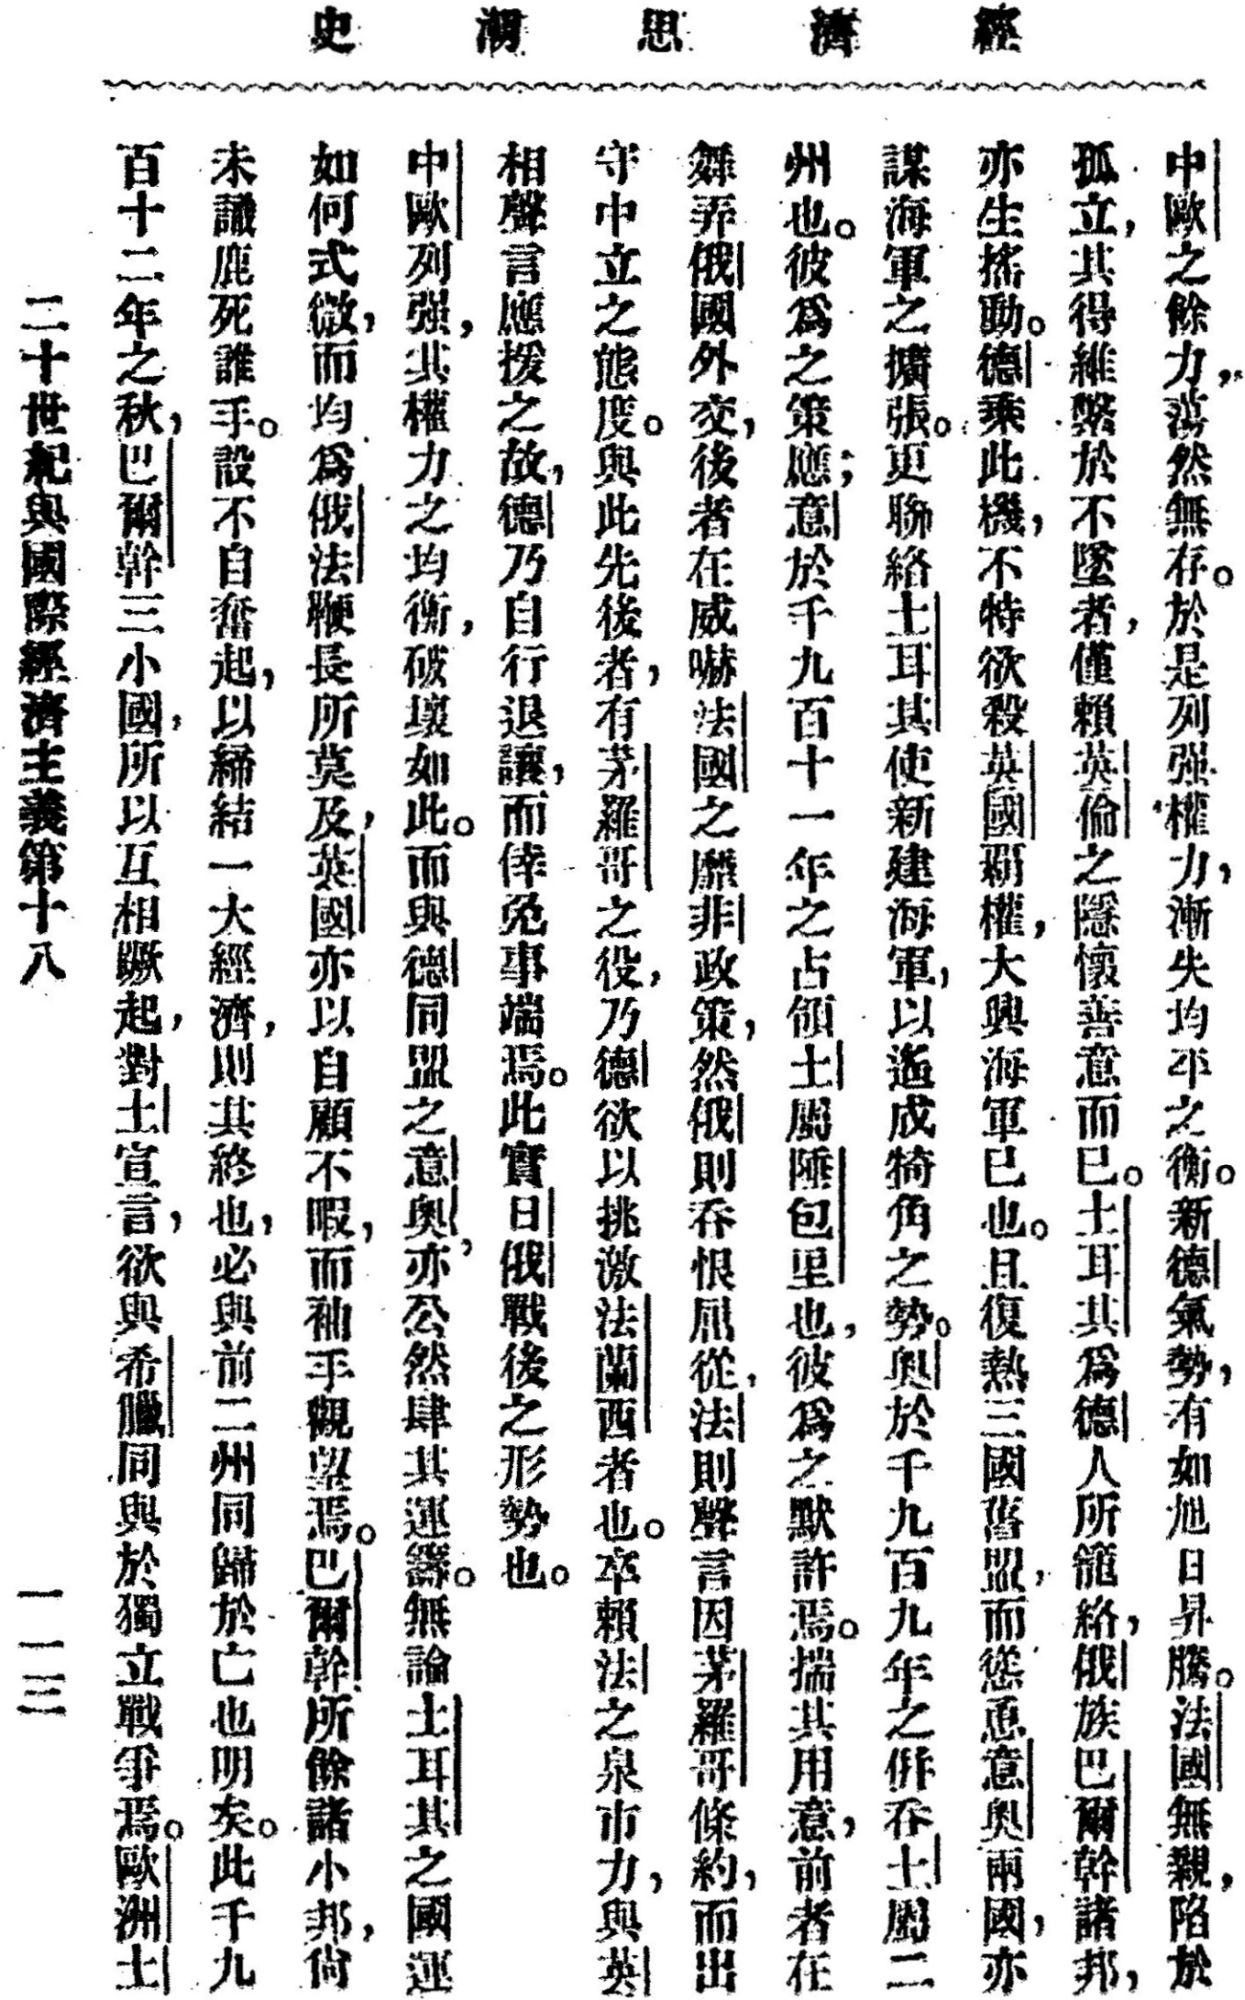 經濟思潮史
中歐之餘力，蕩然無存。於是列强權力，漸失均平之衡。新德氣勢，有如旭日昇騰。法國無親，陷於
孤立，其得維繫於不墜者，僅賴英倫之隱懷善意而已。土耳其爲德人所籠絡，俄族巴爾幹諸邦，
亦生搖動。德乘此機，不特欲殺英國霸權，大興海軍已也。且復熱三國舊盟，而慫恿意奧兩國，亦
謀海軍之擴張。更聯絡土耳其使新建海軍，以遙成犄角之勢。奧於千九百九年之併吞土屬二
州也。彼爲之策應；意於千九百十一年之占領土屬陲包里也，彼爲之默許焉。揣其用意，前者在
舞弄俄國外交，後者在威嚇法國之摩非政策，然俄則吞恨屈從，法則聲言因茅羅哥條約，而出
守中立之態度。與此先後者，有茅羅哥之役，乃德欲以挑激法蘭西者也。卒賴法之泉市力，與英
相聲言應援之故，德乃自行退讓，而倖免事端焉。此實日俄戰後之形勢也。
中歐列强，其權力之均衡，破壞如此。而與德同盟之意奧，亦公然肆其運籌。無論土耳其之國運
如何式微，而均爲俄法鞭長所莫及，英國亦以自顧不暇，而袖手觀望焉。巴爾幹所餘諸小邦，尙
未識鹿死誰手。設不自奮起，以締結一大經濟，則其終也，必與前二州同歸於亡也明矣。此千九
百十二年之秋，巴爾幹三小國，所以互相蹶起，對土宣言，欲與希臘同與於獨立戰爭焉。歐洲土
二十世紀與國際經濟主義第十八
一一三